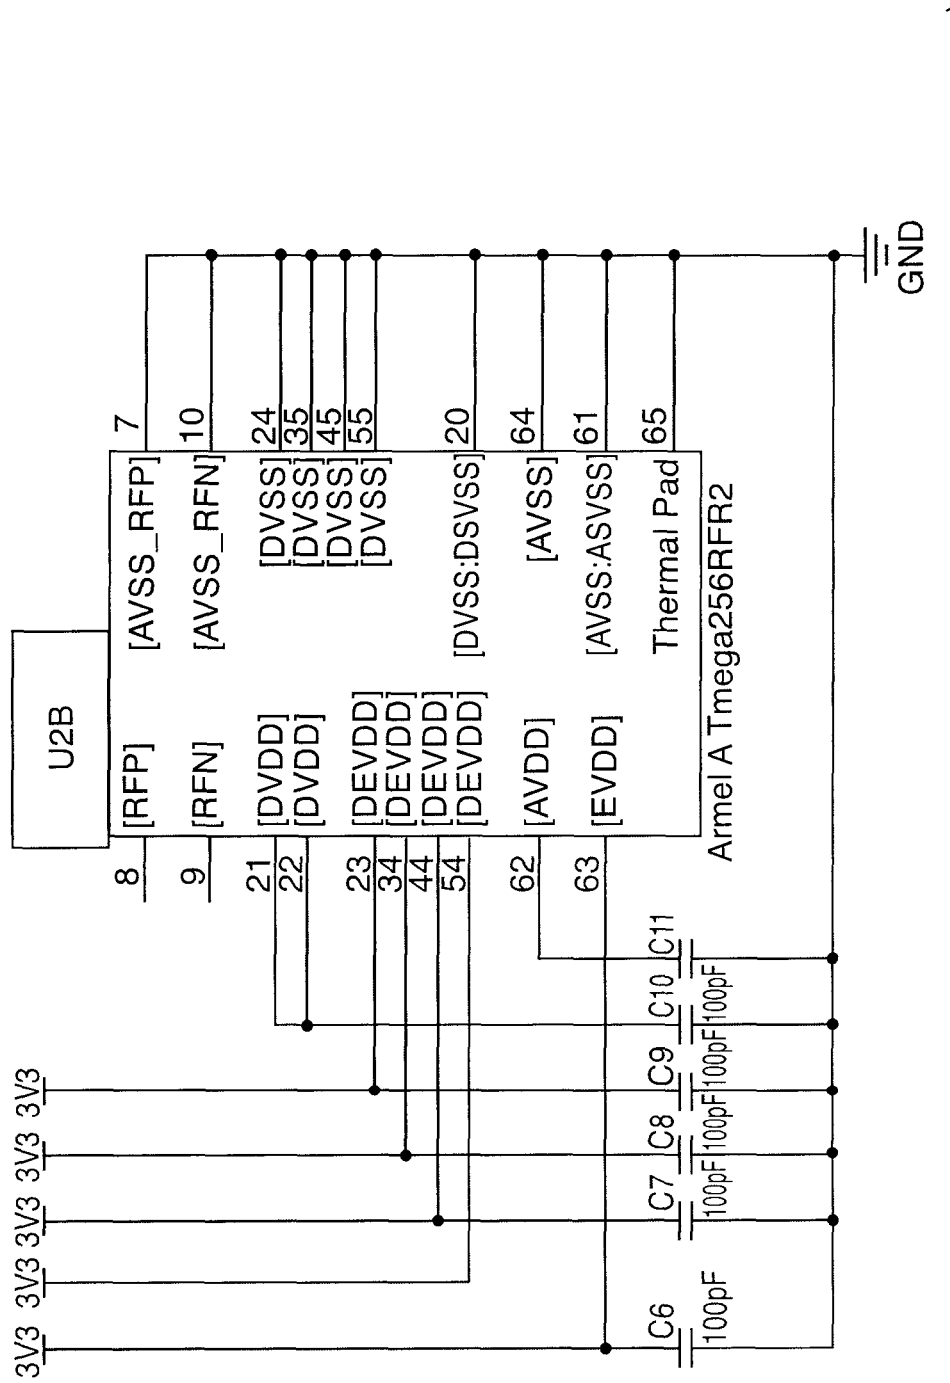 U2B
8 [RFP]
9 [RFN]
21 [DVDD]
22 [DVDD]
23 [DEVDD]
34 [DEVDD]
44 [DEVDD]
54 [DEVDD]
62 [AVDD]
63 [EVDD]
[AVSS_RFP] 7
[AVSS_RFN] 10
[DVSS] 24
[DVSS] 35
[DVSS] 45
[DVSS] 55
[DVSS:DSVSS] 20
[AVSS] 64
[AVSS:ASVSS] 61
Thermal Pad 65
Armel A Tmega256RFR2
3V3
3V3
3V3
3V3
3V3
C6
100pF
C7
100pF
C8
100pF
C9
100pF
C10
100pF
C11
100pF
GND